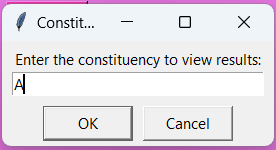 Constit...
Enter the constituency to view results:
A
OK
Cancel